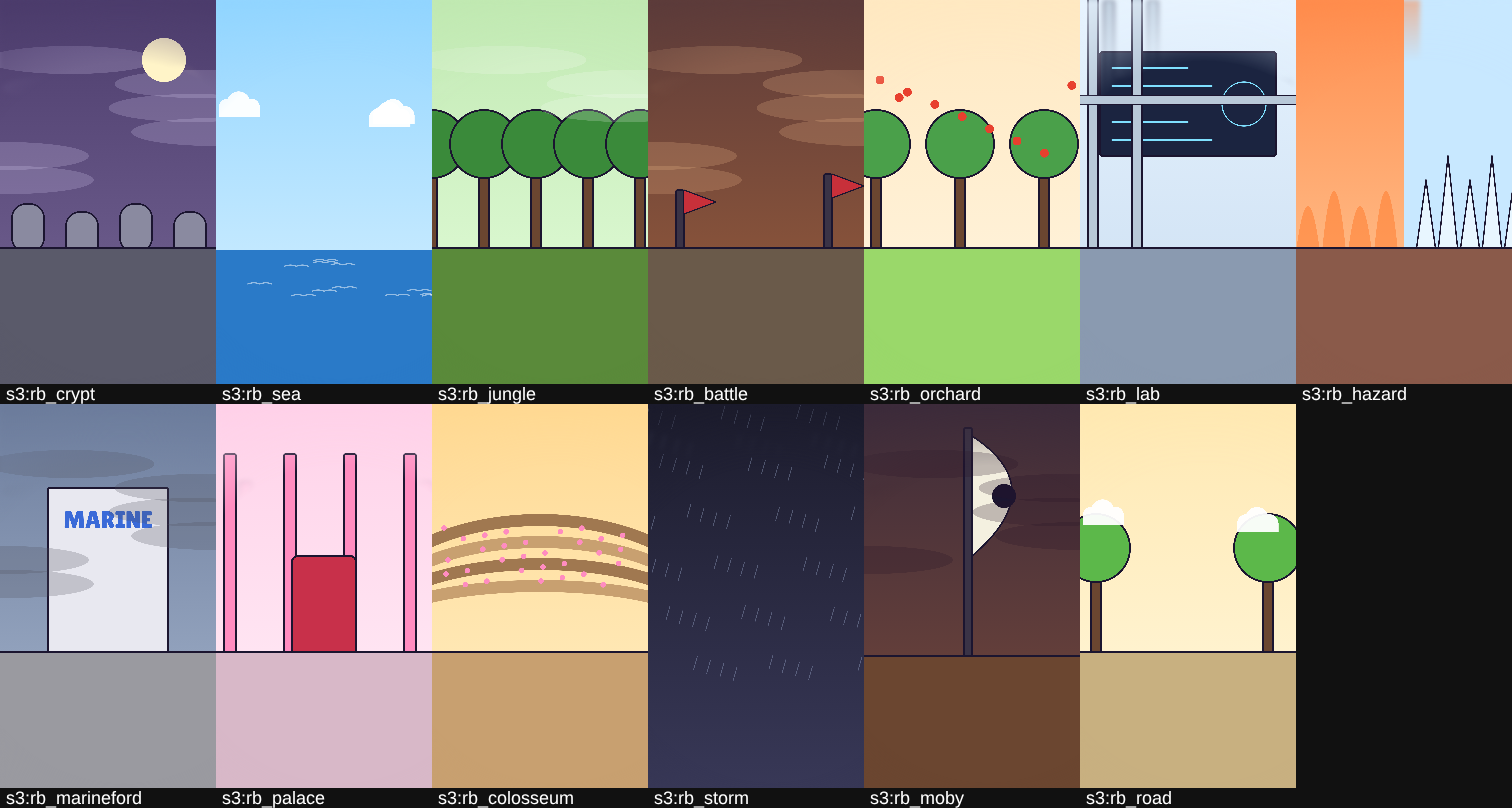 s3:rb_crypt
s3:rb_sea
s3:rb_jungle
s3:rb_battle
s3:rb_orchard
s3:rb_lab
s3:rb_hazard
MARINE
s3:rb_marineford
s3:rb_palace
s3:rb_colosseum
s3:rb_storm
s3:rb_moby
s3:rb_road